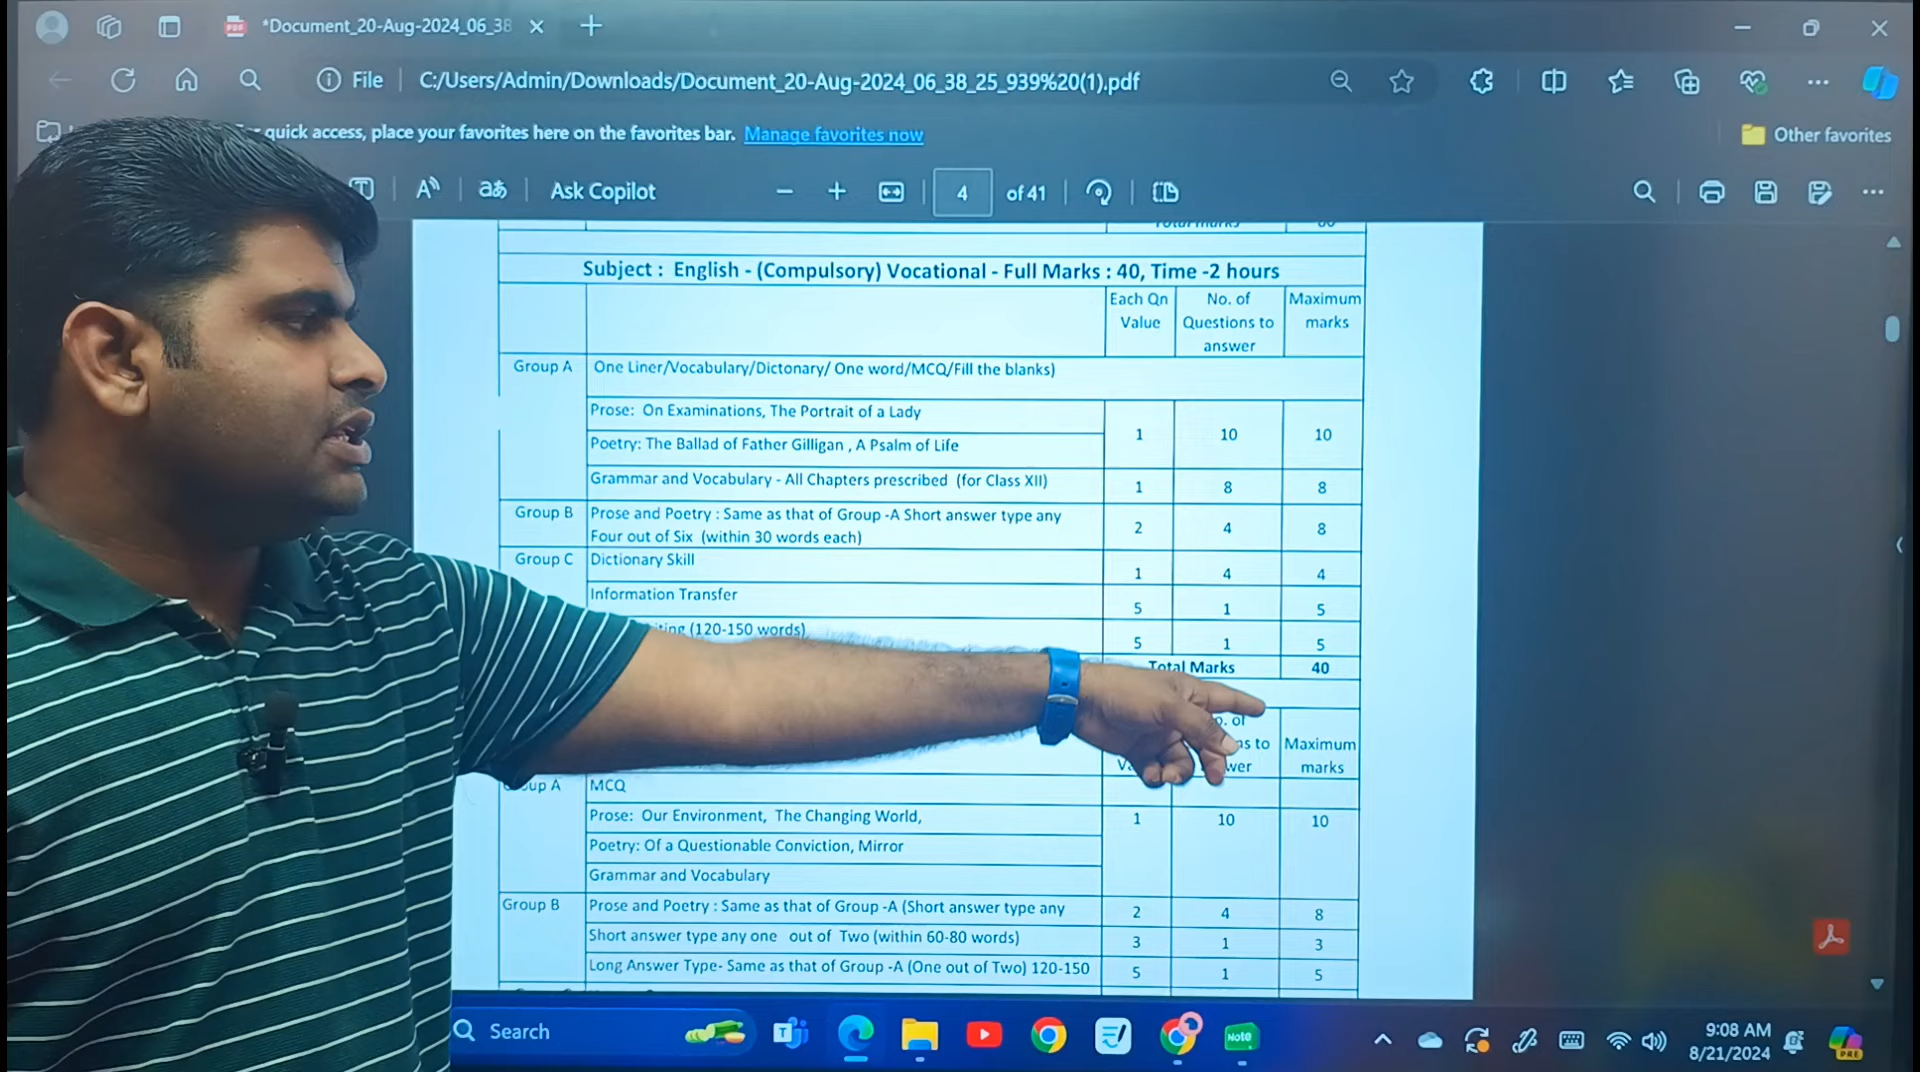 *Document_20-Aug-2024_06_38
File C:/Users/Admin/Downloads/Document_20-Aug-2024_06_38_25_939%20(1).pdf
quick access, place your favorites here on the favorites bar. Manage favorites now
Other favorites
Ask Copilot 4 of 41
Total marks
Subject : English - (Compulsory) Vocational - Full Marks : 40, Time -2 hours
Each Qn Value No. of Questions to answer Maximum marks
Group A One Liner/Vocabulary/Dictonary/ One word/MCQ/Fill the blanks)
Prose: On Examinations, The Portrait of a Lady
1 10 10
Poetry: The Ballad of Father Gilligan , A Psalm of Life
Grammar and Vocabulary - All Chapters prescribed (for Class XII) 1 8 8
Group B Prose and Poetry : Same as that of Group -A Short answer type any
Four out of Six (within 30 words each) 2 4 8
Group C Dictionary Skill 1 4 4
Information Transfer 5 1 5
(120-150 words) 5 1 5
Total Marks 40
Maximum marks
MCQ
Prose: Our Environment, The Changing World, 1 10 10
Poetry: Of a Questionable Conviction, Mirror
Grammar and Vocabulary
Group B Prose and Poetry : Same as that of Group -A (Short answer type any 2 4 8
Short answer type any one out of Two (within 60-80 words) 3 1 3
Long Answer Type- Same as that of Group -A (One out of Two) 120-150 5 1 5
Search
Note
9:08 AM
8/21/2024
PRE